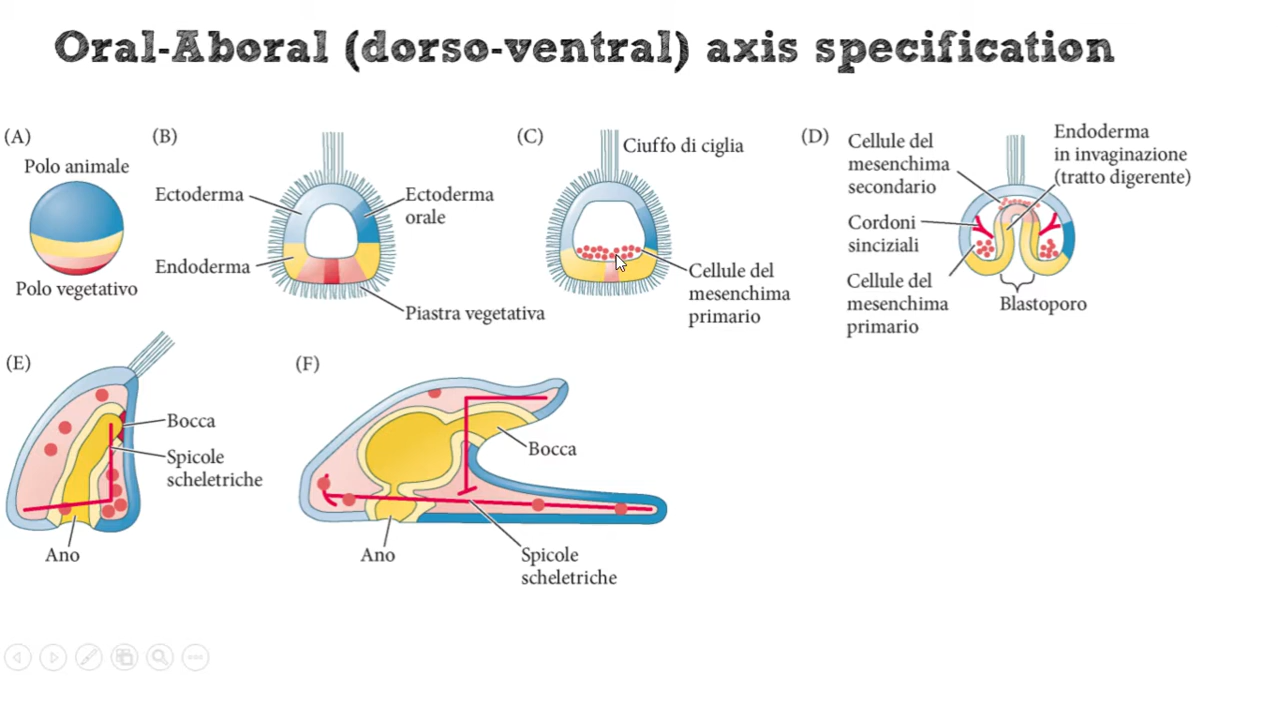 Oral-Aboral (dorso-ventral) axis specification
(A)
Polo animale
Polo vegetativo
(B)
Ectoderma
Ectoderma
orale
Endoderma
Piastra vegetativa
(C)
Ciuffo di ciglia
Cellule del
mesenchima
primario
(D)
Cellule del
mesenchima
secondario
Endoderma
in invaginazione
(tratto digerente)
Cordoni
sinciziali
Cellule del
mesenchima
primario
Blastoporo
(E)
Bocca
Spicole
scheletriche
Ano
(F)
Bocca
Ano
Spicole
scheletriche